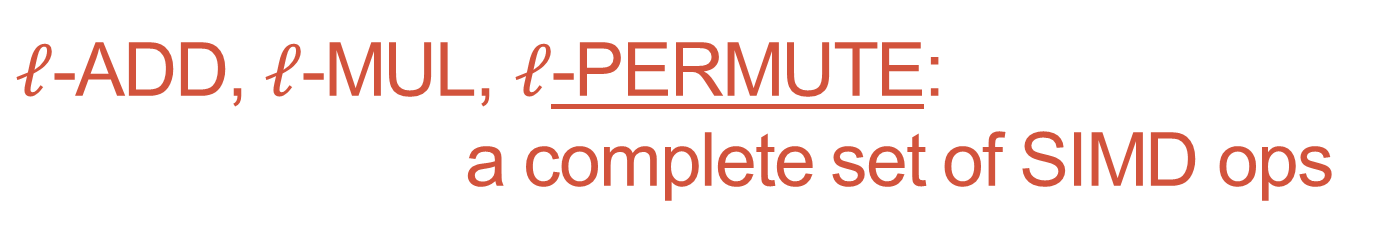 ℓ-ADD, ℓ-MUL, ℓ-PERMUTE:
a complete set of SIMD ops